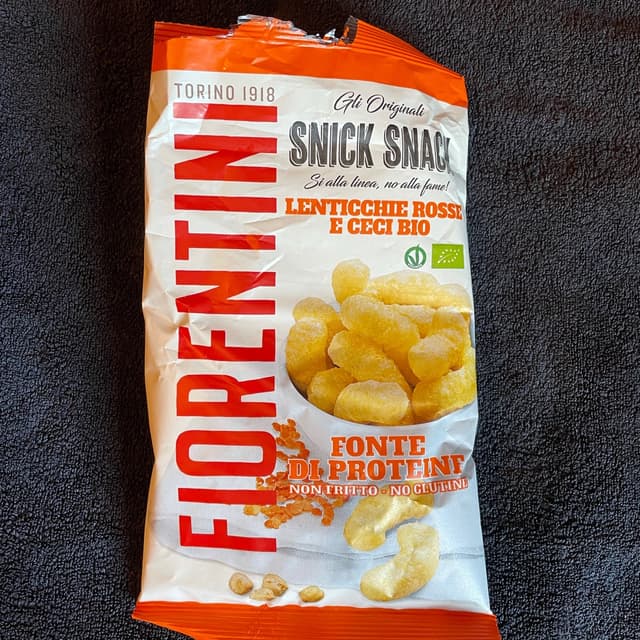 TORINO 1918
FIORENTINI
Gli Originali
SNICK SNACK
Si alla linea, no alla fame!
LENTICCHIE ROSSE
E CECI BIO
FONTE
DI PROTEINE
NON FRITTO - NO GLUTINE